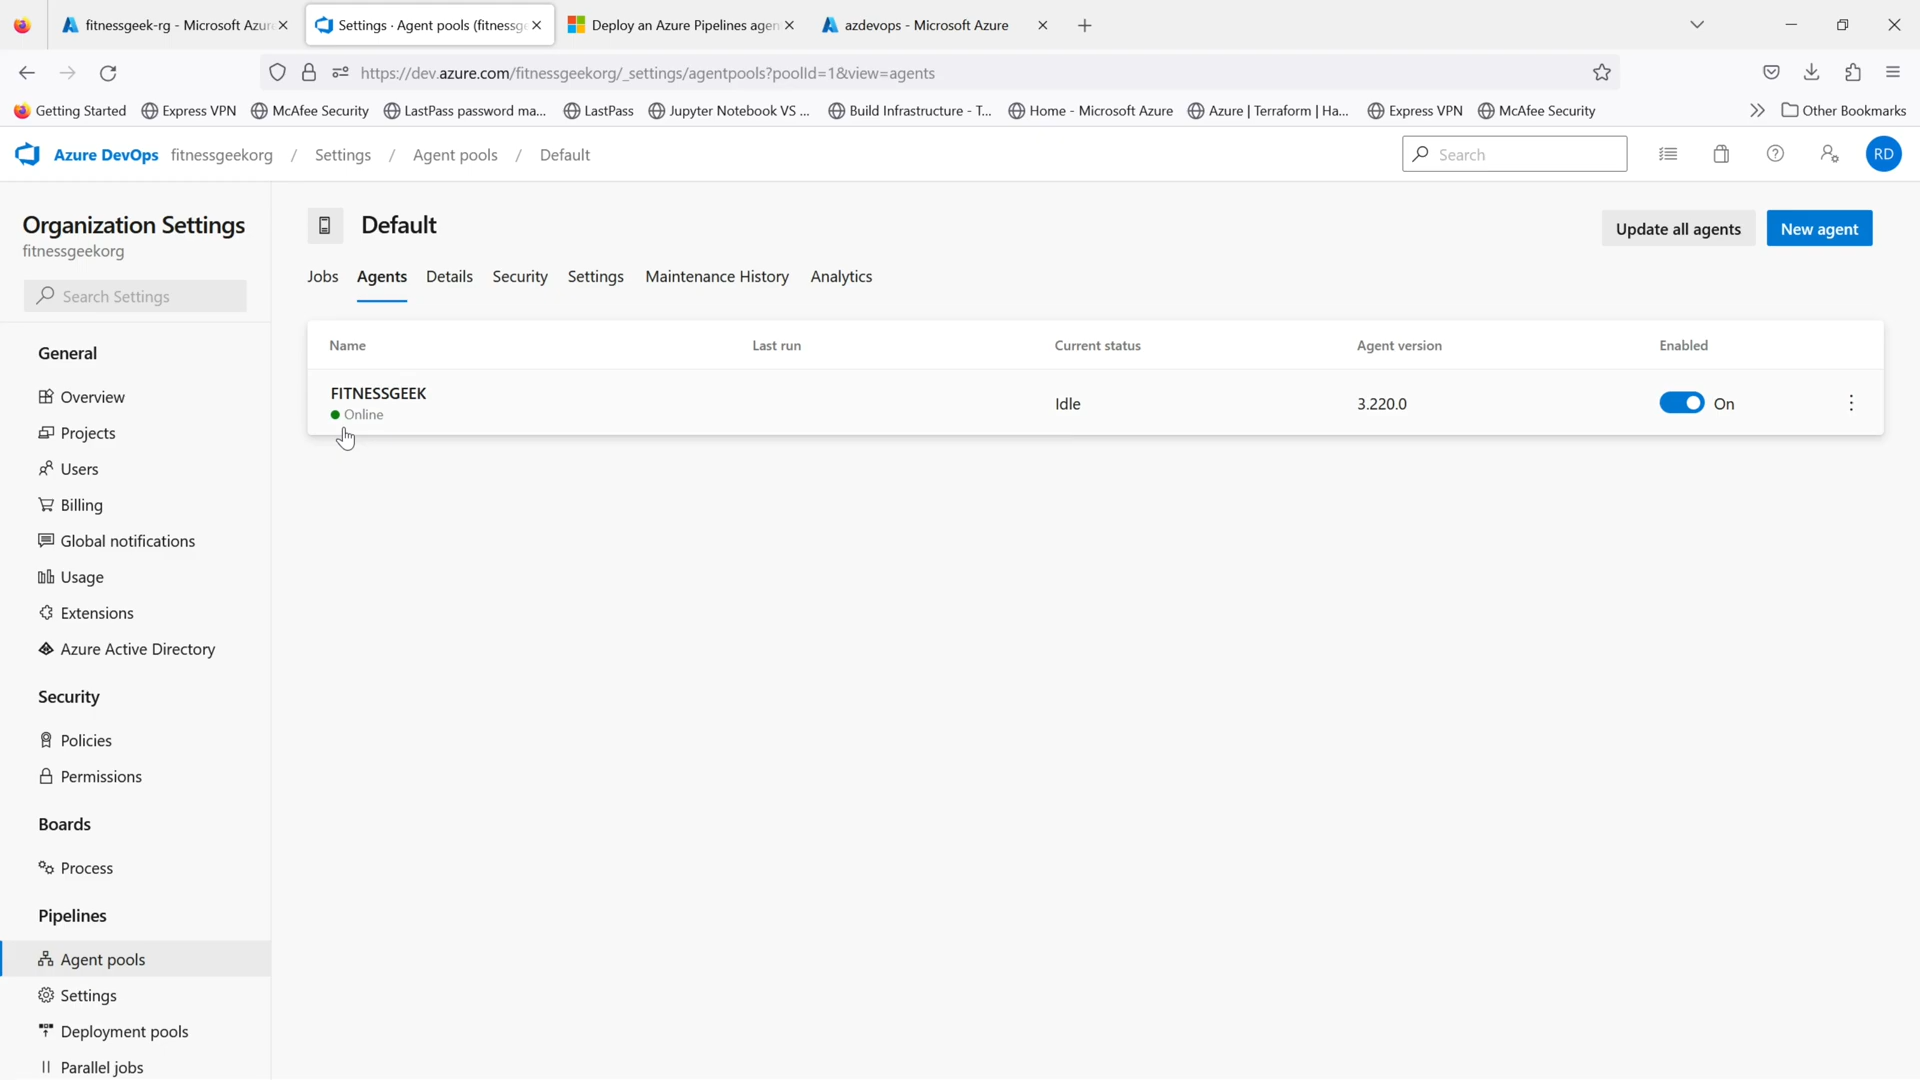 fitnessgeek-rg - Microsoft Azur
Settings · Agent pools (fitnessge
Deploy an Azure Pipelines agen
azdevops - Microsoft Azure
https://dev.azure.com/fitnessgeekorg/_settings/agentpools?poolId=1&view=agents
Getting Started
Express VPN
McAfee Security
LastPass password ma...
LastPass
Jupyter Notebook VS ...
Build Infrastructure - T...
Home - Microsoft Azure
Azure | Terraform | Ha...
Express VPN
McAfee Security
Other Bookmarks
Azure DevOps fitnessgeekorg / Settings / Agent pools / Default
Search
RD
Organization Settings
fitnessgeekorg
Search Settings
General
Overview
Projects
Users
Billing
Global notifications
Usage
Extensions
Azure Active Directory
Security
Policies
Permissions
Boards
Process
Pipelines
Agent pools
Settings
Deployment pools
Parallel jobs
Default
Update all agents
New agent
Jobs Agents Details Security Settings Maintenance History Analytics
Name Last run Current status Agent version Enabled
FITNESSGEEK
Online
Idle 3.220.0 On